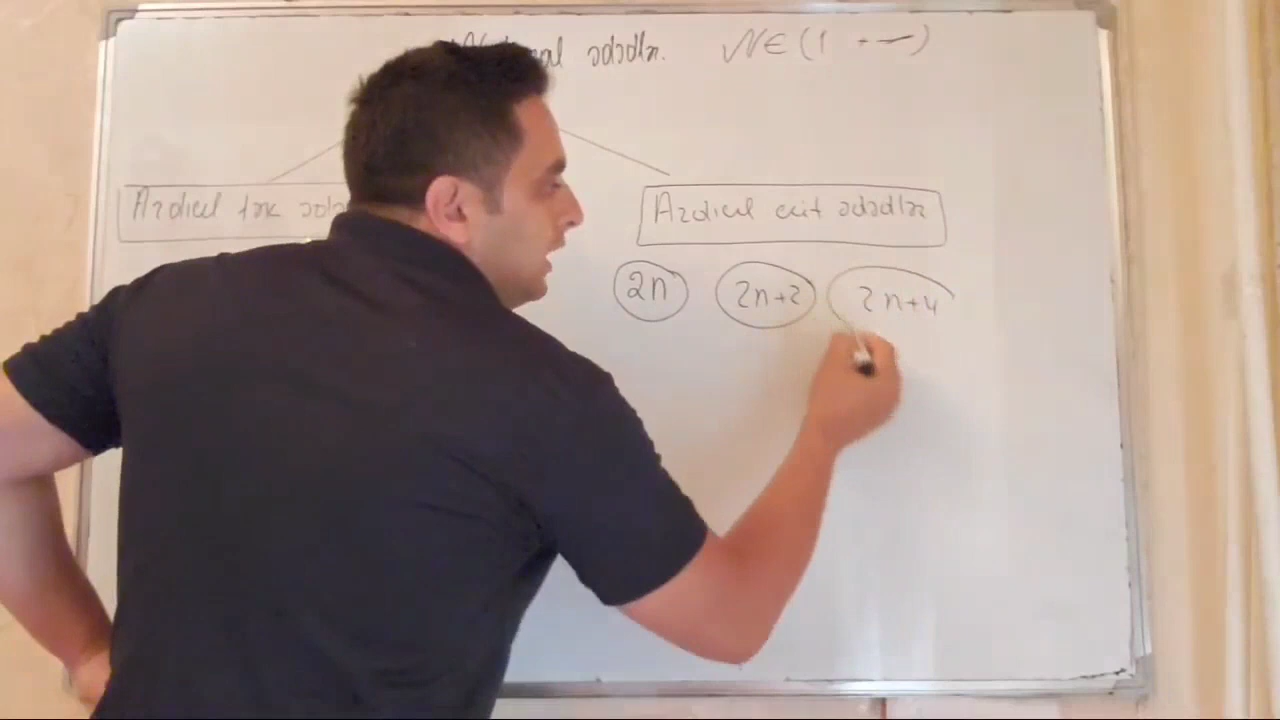 ədədlər. N ∈ (1 +∞)
Ardıcıl tək
Ardıcıl cüt ədədlər
2n 2n+2 2n+4